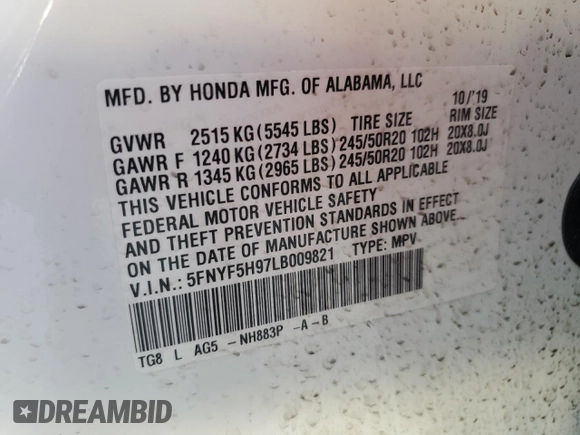 MFD. BY HONDA MFG. OF ALABAMA, LLC
10/'19
GVWR 2515 KG (5545 LBS) TIRE SIZE RIM SIZE
GAWR F 1240 KG (2734 LBS) 245/50R20 102H 20X8.0J
GAWR R 1345 KG (2965 LBS) 245/50R20 102H 20X8.0J
THIS VEHICLE CONFORMS TO ALL APPLICABLE
FEDERAL MOTOR VEHICLE SAFETY
AND THEFT PREVENTION STANDARDS IN EFFECT
ON THE DATE OF MANUFACTURE SHOWN ABOVE.
V.I.N.: 5FNYF5H97LB009821 TYPE: MPV
TG8 L AG5 -NH883P -A-B
DREAMBID